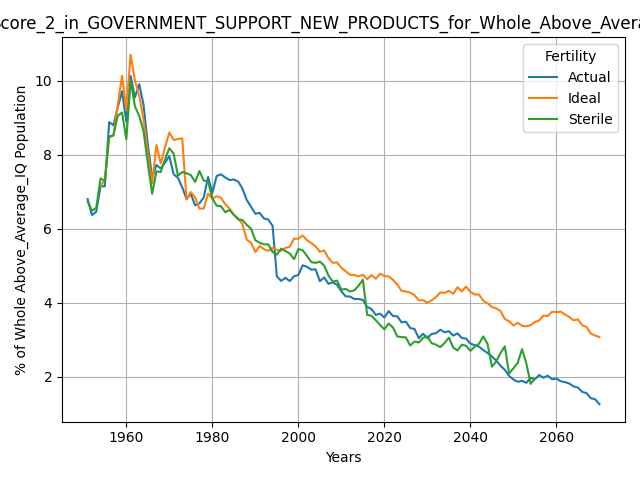 core_2_in_GOVERNMENT_SUPPORT_NEW_PRODUCTS_for_Whole_Above_Avera
% of Whole Above_Average_IQ Population
10
8
6
4
2
Fertility
Actual
Ideal
Sterile
1960 1980 2000 2020 2040 2060
Years